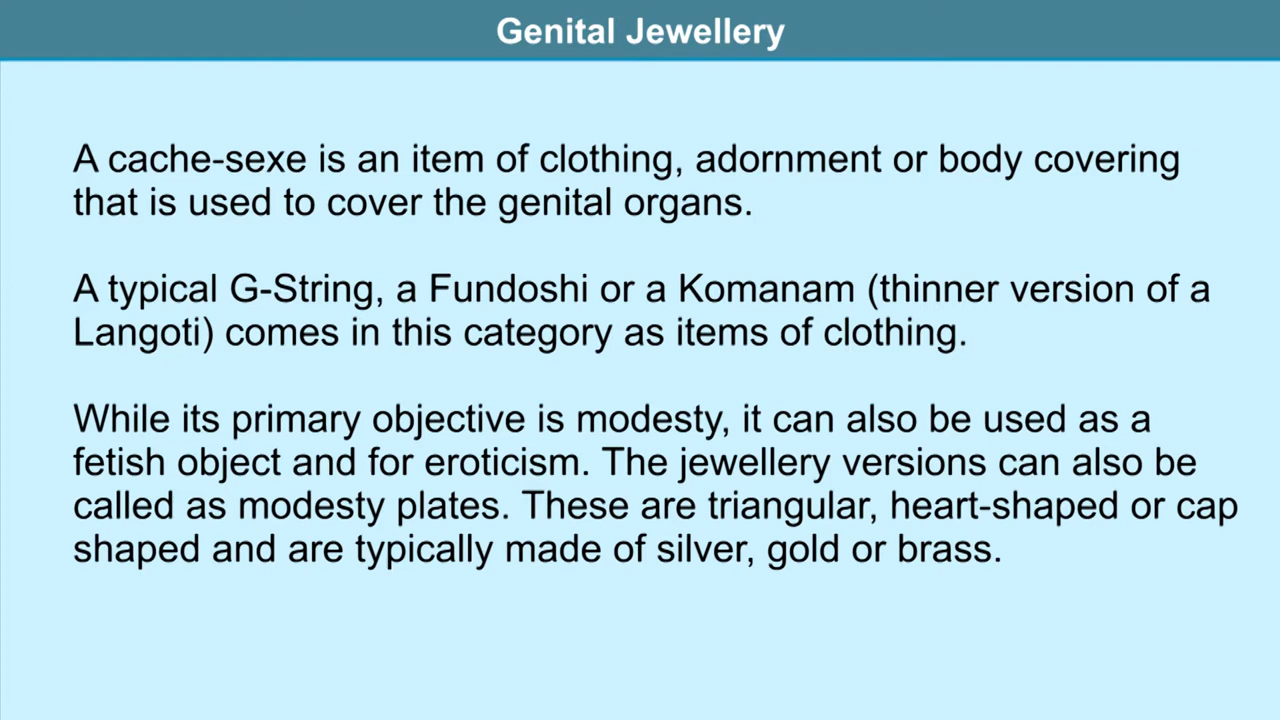 Genital Jewellery
A cache-sexe is an item of clothing, adornment or body covering
that is used to cover the genital organs.
A typical G-String, a Fundoshi or a Komanam (thinner version of a
Langoti) comes in this category as items of clothing.
While its primary objective is modesty, it can also be used as a
fetish object and for eroticism. The jewellery versions can also be
called as modesty plates. These are triangular, heart-shaped or cap
shaped and are typically made of silver, gold or brass.